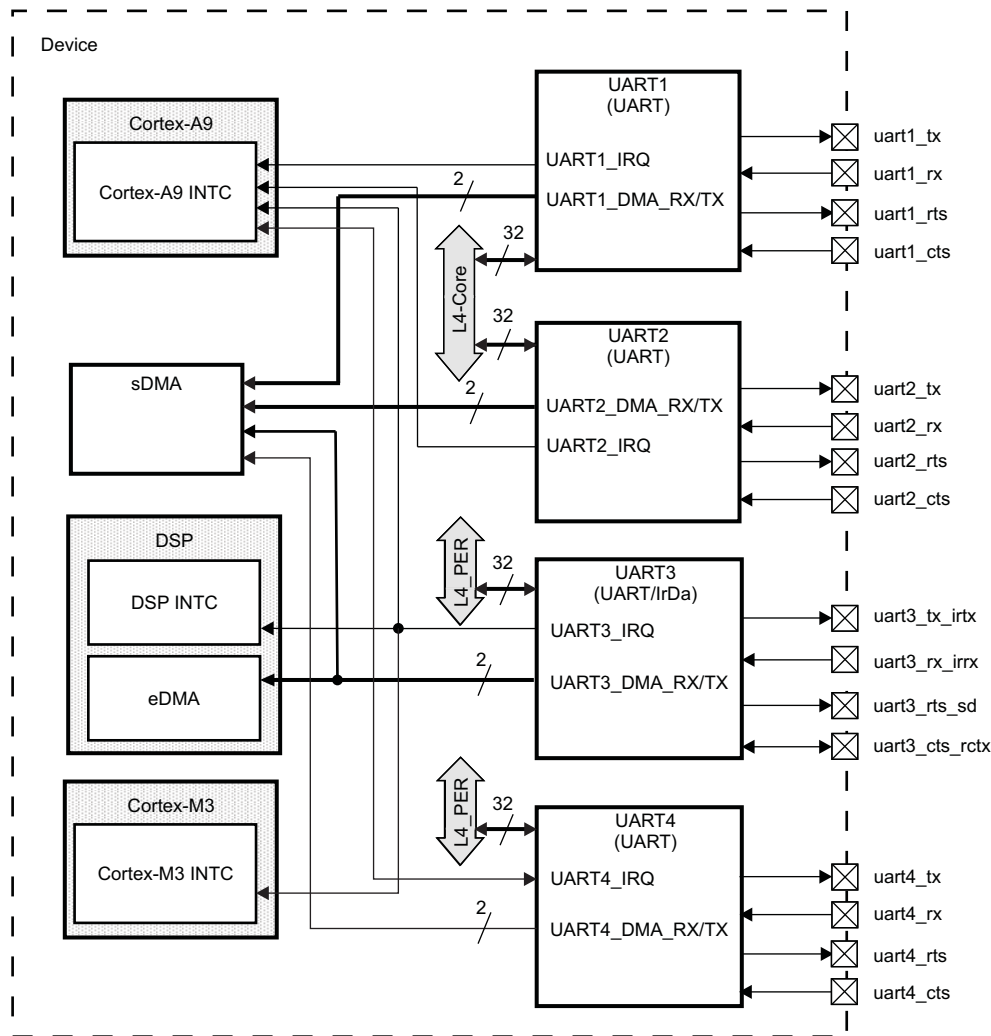 Device
Cortex-A9
Cortex-A9 INTC
UART1
(UART)
UART1_IRQ
UART1_DMA_RX/TX
2
32
L4-Core
uart1_tx
uart1_rx
uart1_rts
uart1_cts
sDMA
32
2
UART2
(UART)
UART2_DMA_RX/TX
UART2_IRQ
uart2_tx
uart2_rx
uart2_rts
uart2_cts
DSP
DSP INTC
eDMA
L4_PER
32
2
UART3
(UART/IrDa)
UART3_IRQ
UART3_DMA_RX/TX
uart3_tx_irtx
uart3_rx_irrx
uart3_rts_sd
uart3_cts_rctx
Cortex-M3
Cortex-M3 INTC
L4_PER
32
2
UART4
(UART)
UART4_IRQ
UART4_DMA_RX/TX
uart4_tx
uart4_rx
uart4_rts
uart4_cts